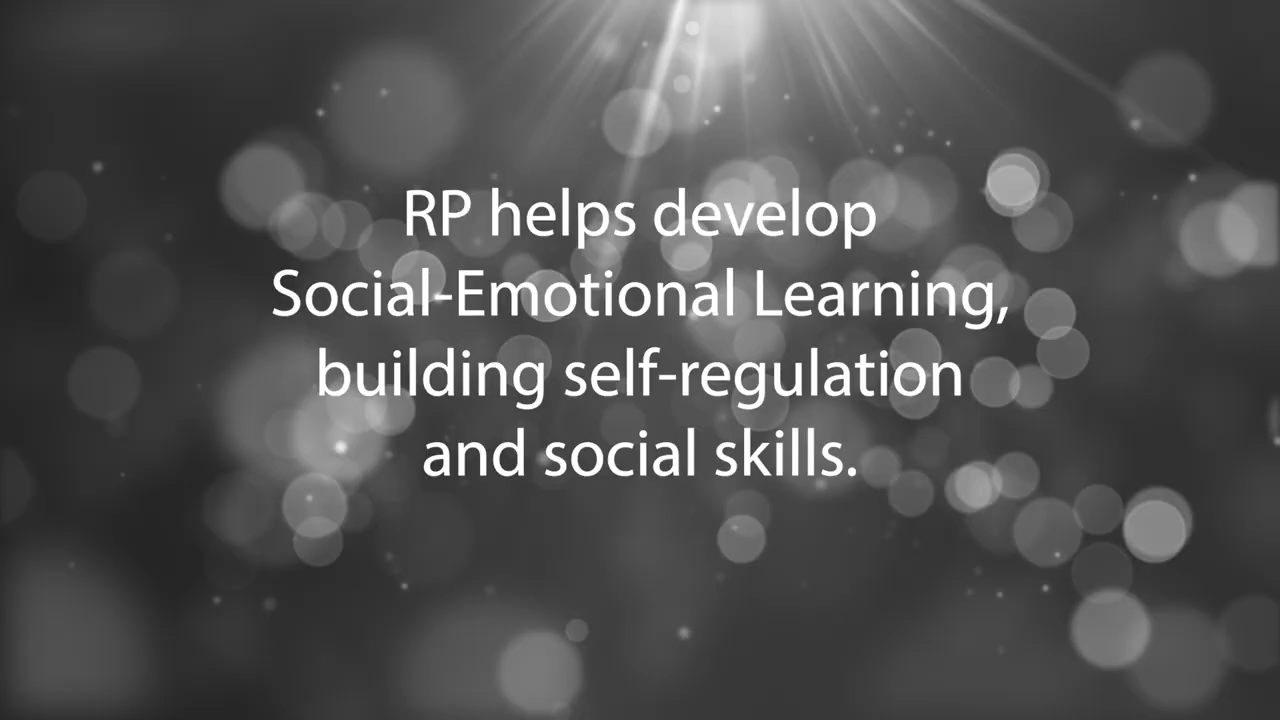 RP helps develop
Social-Emotional Learning,
building self-regulation
and social skills.